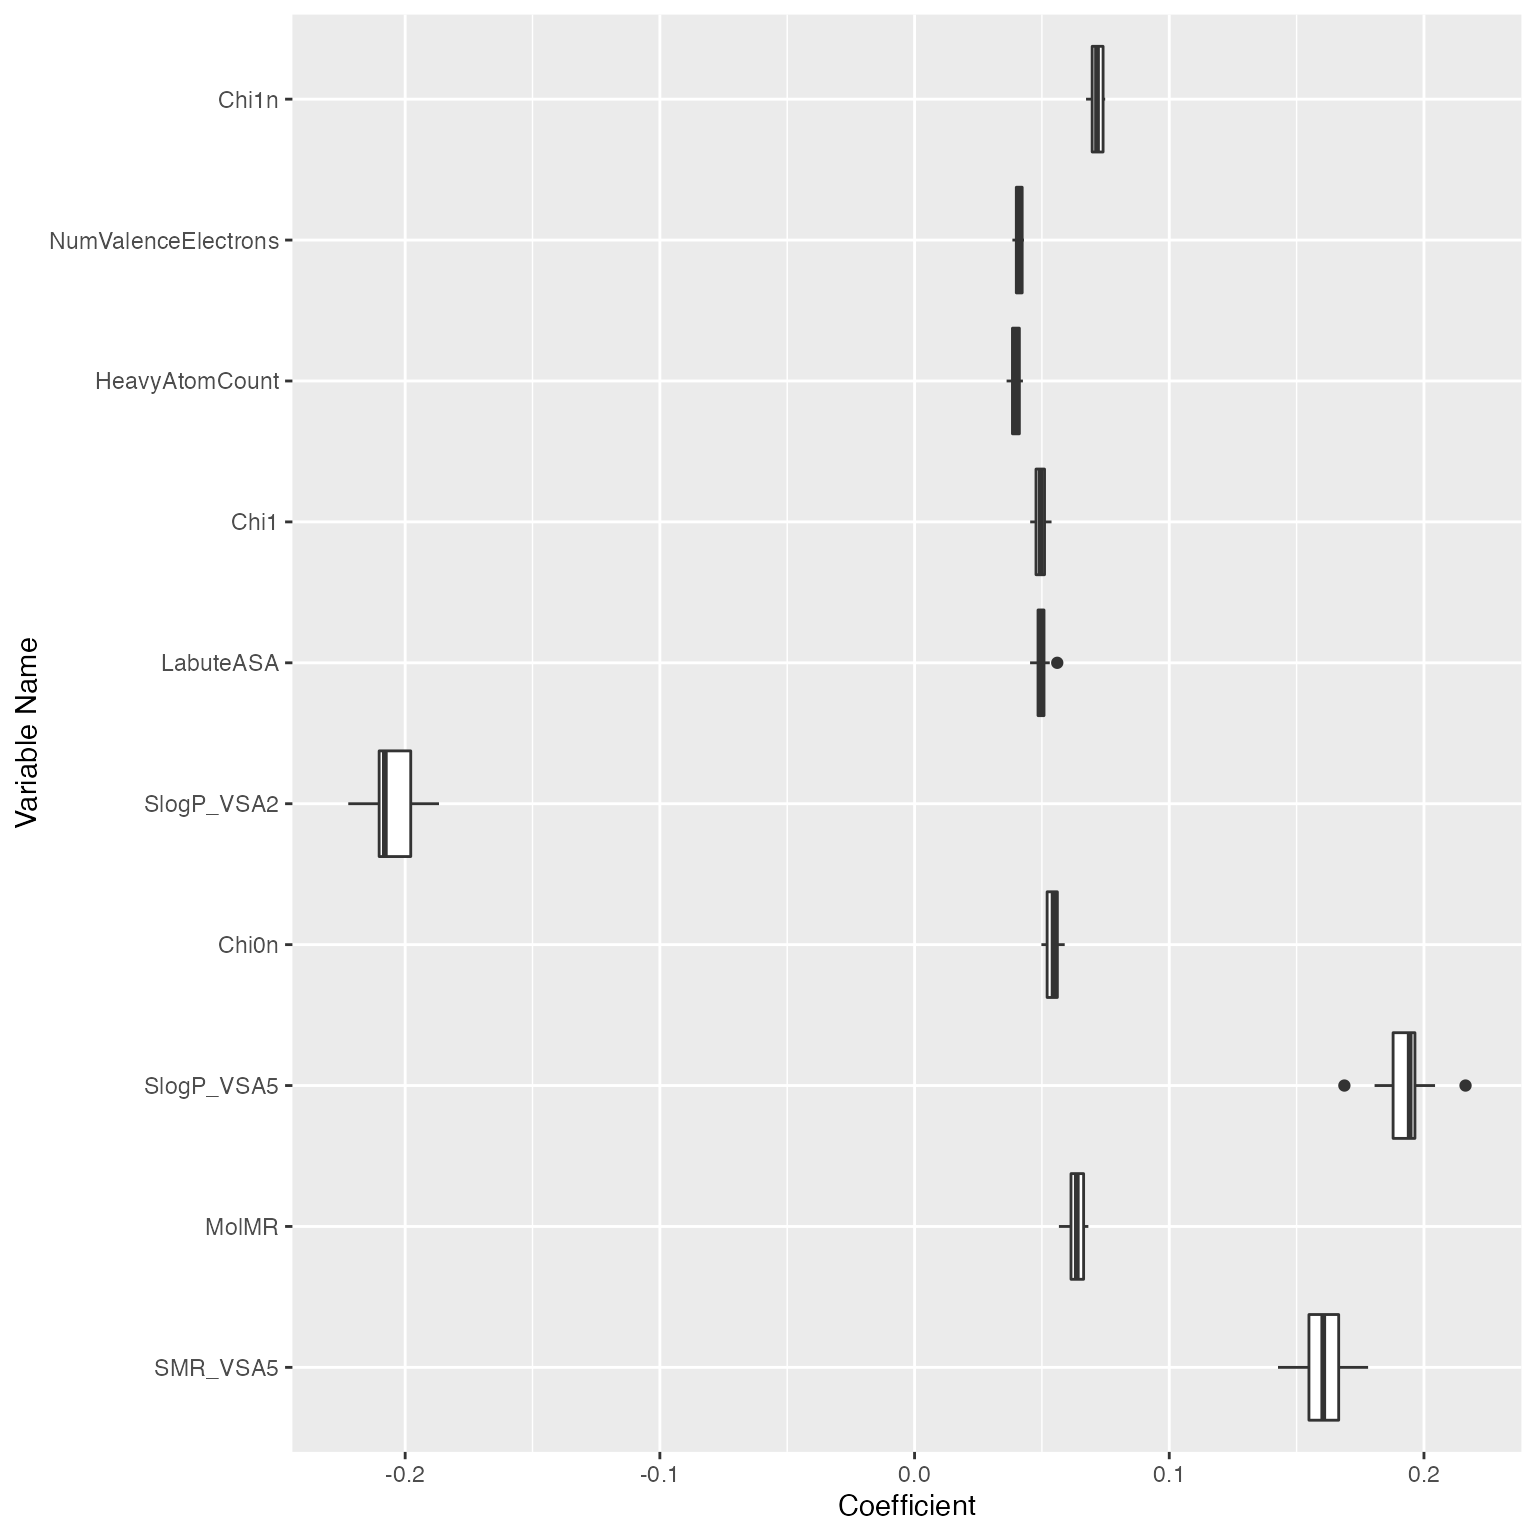 Variable Name
Chi1n
NumValenceElectrons
HeavyAtomCount
Chi1
LabuteASA
SlogP_VSA2
Chi0n
SlogP_VSA5
MolMR
SMR_VSA5
-0.2 -0.1 0.0 0.1 0.2
Coefficient